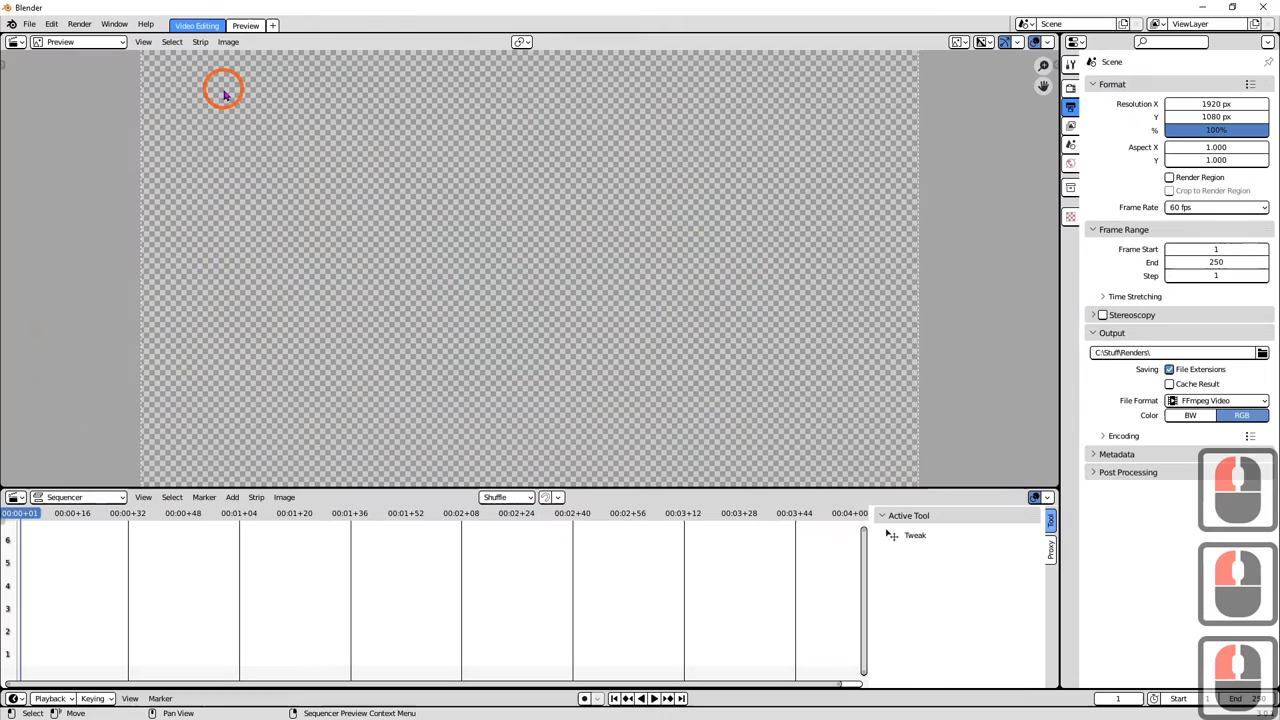 Blender
File Edit Render Window Help Video Editing Preview + Scene ViewLayer
Preview View Select Strip Image
Scene
Format
Resolution X 1920 px
Y 1080 px
% 100%
Aspect X 1.000
Y 1.000
Render Region
Crop to Render Region
Frame Rate 60 fps
Frame Range
Frame Start 1
End 250
Step 1
Time Stretching
Stereoscopy
Output
C:\Stuff\Renders\
Saving File Extensions
Cache Result
File Format FFmpeg Video
Color BW RGB
Encoding
Metadata
Post Processing
Sequencer View Select Marker Add Strip Image Shuffle
00:00+01 00:00+16 00:00+32 00:00+48 00:01+04 00:01+20 00:01+36 00:01+52 00:02+08 00:02+24 00:02+40 00:02+56 00:03+12 00:03+28 00:03+44 00:04+00
Active Tool
Tweak
Tool
Proxy
6
5
4
3
2
1
Playback Keying View Marker 1 Start 1 End 250
Select Move Pan View Sequencer Preview Context Menu